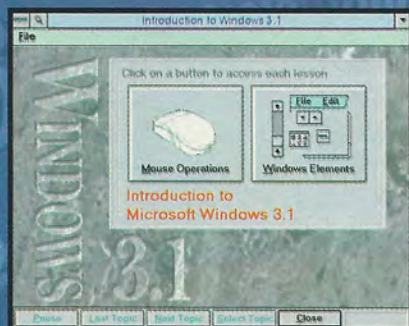 Introduction to Windows 3.1
File
WINDOWS
3.1
Click on a button to access each lesson
Mouse Operations
File Edit
Windows Elements
Introduction to
Microsoft Windows 3.1
Pause Last Topic Next Topic Select Topic Close